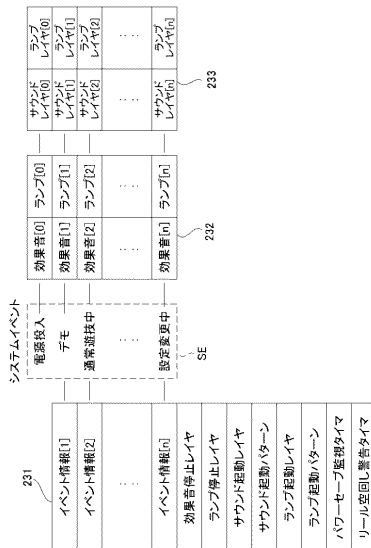 231
イベント情報[1]
イベント情報[2]
: :
イベント情報[n]
効果音停止レイヤ
ランプ停止レイヤ
サウンド起動レイヤ
サウンド起動パターン
ランプ起動レイヤ
ランプ起動パターン
パワーセーブ監視タイマ
リール空回し警告タイマ
システムイベント
電源投入
デモ
通常遊技中
: :
設定変更中
SE
効果音[0]
ランプ[0]
効果音[1]
ランプ[1]
効果音[2]
ランプ[2]
: :
効果音[n]
ランプ[n]
232
サウンド
レイヤ[0]
ランプ
レイヤ[0]
サウンド
レイヤ[1]
ランプ
レイヤ[1]
サウンド
レイヤ[2]
ランプ
レイヤ[2]
: :
サウンド
レイヤ[n]
ランプ
レイヤ[n]
233